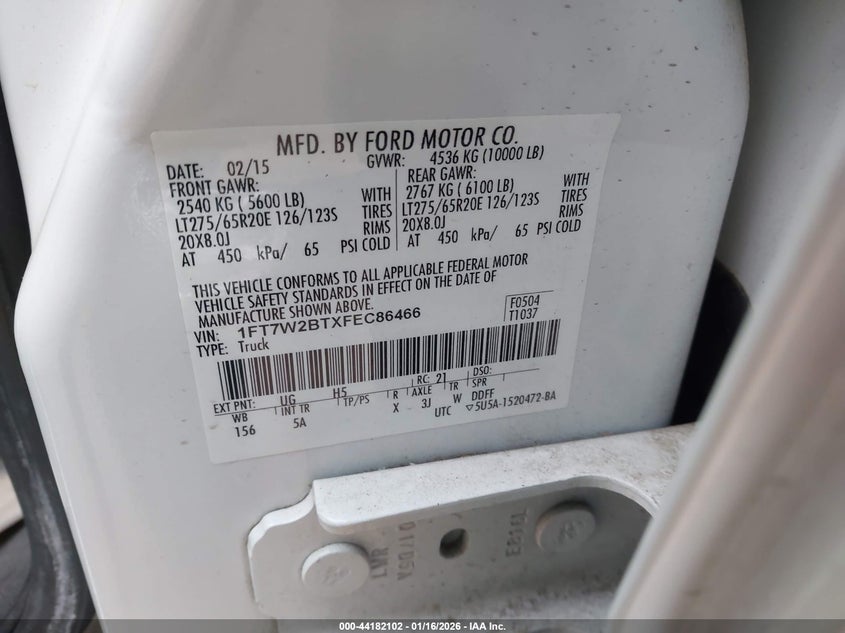 MFD. BY FORD MOTOR CO.
DATE: 02/15 GVWR: 4536 KG (10000 LB)
FRONT GAWR: REAR GAWR:
2540 KG ( 5600 LB) WITH 2767 KG ( 6100 LB) WITH
LT275/65R20E 126/123S TIRES LT275/65R20E 126/123S TIRES
20X8.0J RIMS 20X8.0J RIMS
AT 450 kPa/ 65 PSI COLD AT 450 kPa/ 65 PSI COLD
THIS VEHICLE CONFORMS TO ALL APPLICABLE FEDERAL MOTOR
VEHICLE SAFETY STANDARDS IN EFFECT ON THE DATE OF
MANUFACTURE SHOWN ABOVE.
VIN: 1FT7W2BTXFEC86466 F0504
TYPE: Truck T1037
EXT PNT: UG H5 RC: 21 DSO:
WB INT TR TP/PS R AXLE TR SPR
156 5A X 3J W DDFF
UTC ▽5U5A-1520472-BA
LWR
000-44182102 - 01/16/2026 - IAA Inc.